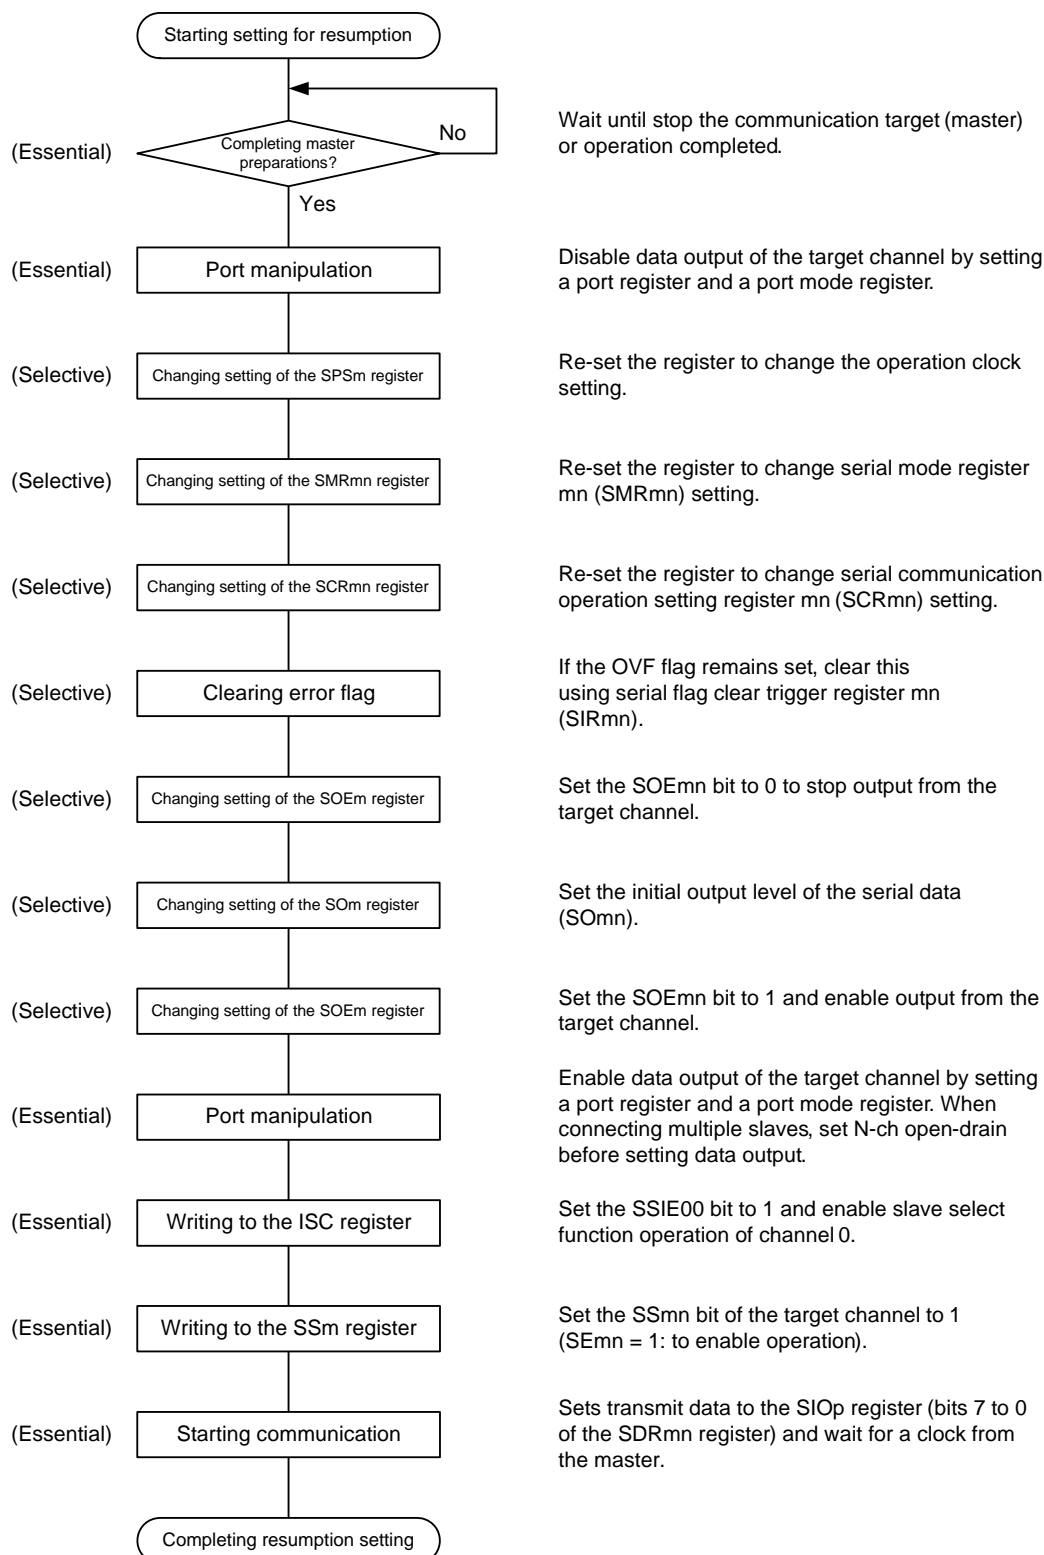 Starting setting for resumption
No
Wait until stop the communication target (master)
(Essential)
Completing master
preparations?
or operation completed.
Yes
(Essential)
Port manipulation
Disable data output of the target channel by setting
a port register and a port mode register.
(Selective)
Changing setting of the SPSm register
Re-set the register to change the operation clock
setting.
(Selective)
Changing setting of the SMRmn register
Re-set the register to change serial mode register
mn (SMRmn) setting.
(Selective)
Changing setting of the SCRmn register
Re-set the register to change serial communication
operation setting register mn (SCRmn) setting.
(Selective)
Clearing error flag
If the OVF flag remains set, clear this
using serial flag clear trigger register mn
(SIRmn).
(Selective)
Changing setting of the SOEm register
Set the SOEmn bit to 0 to stop output from the
target channel.
(Selective)
Changing setting of the SOm register
Set the initial output level of the serial data
(SOmn).
(Selective)
Changing setting of the SOEm register
Set the SOEmn bit to 1 and enable output from the
target channel.
(Essential)
Port manipulation
Enable data output of the target channel by setting
a port register and a port mode register. When
connecting multiple slaves, set N-ch open-drain
before setting data output.
(Essential)
Writing to the ISC register
Set the SSIE00 bit to 1 and enable slave select
function operation of channel 0.
(Essential)
Writing to the SSm register
Set the SSmn bit of the target channel to 1
(SEmn = 1: to enable operation).
(Essential)
Starting communication
Sets transmit data to the SIOp register (bits 7 to 0
of the SDRmn register) and wait for a clock from
the master.
Completing resumption setting